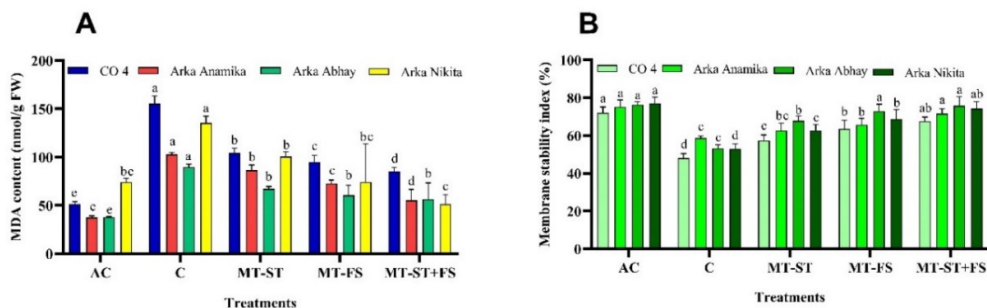 A
MDA content (nmol/g FW)
200
150
100
50
0
CO 4 Arka Anamika Arka Abhay Arka Nikita
e c e bc
a a a a
b b b b
a c b bc
d d c c
AC C MT-ST MT-FS MT-ST+FS
Treatments
B
Membrane stability index (%)
100
80
60
40
20
0
CO 4 Arka Anamika Arka Abhay Arka Nikita
a a a a
d c c d
c bc b c
b b a b
ab a a ab
AC C MT-ST MT-FS MT-ST+FS
Treatments